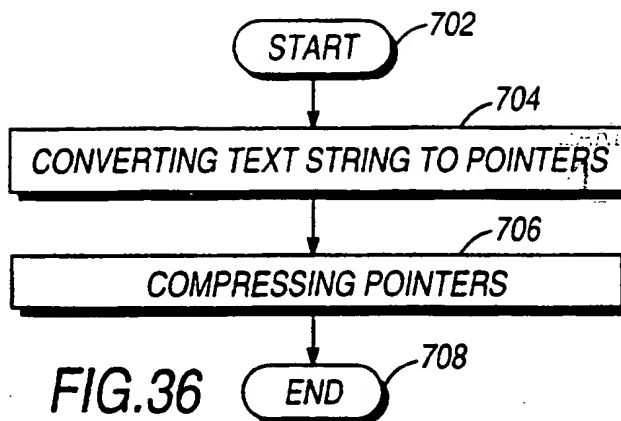 START
702
704
CONVERTING TEXT STRING TO POINTERS
706
COMPRESSING POINTERS
708
END
FIG.36